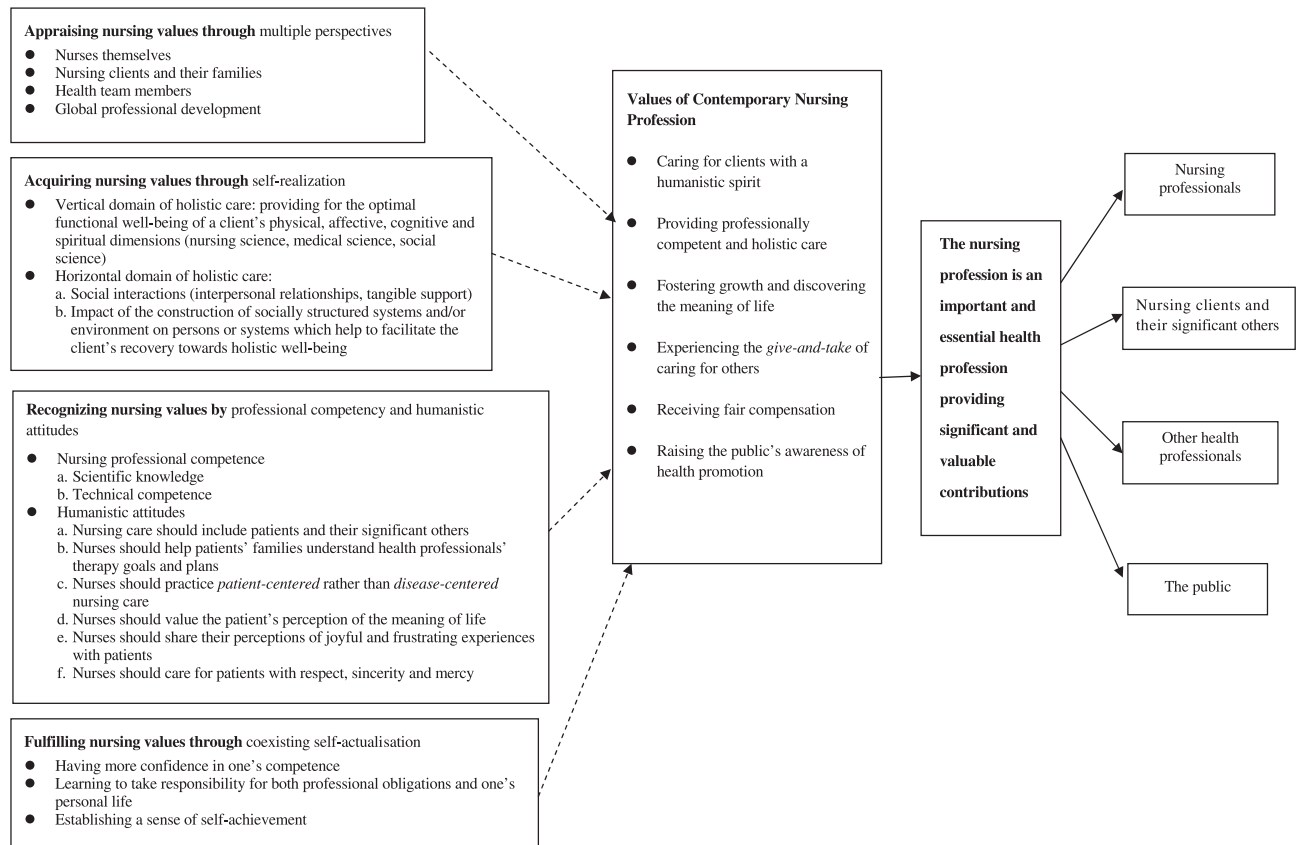 Appraising nursing values through multiple perspectives
● Nurses themselves
● Nursing clients and their families
● Health team members
● Global professional development
Acquiring nursing values through self-realization
● Vertical domain of holistic care: providing for the optimal
functional well-being of a client's physical, affective, cognitive and
spiritual dimensions (nursing science, medical science, social
science)
● Horizontal domain of holistic care:
a. Social interactions (interpersonal relationships, tangible support)
b. Impact of the construction of socially structured systems and/or
environment on persons or systems which help to facilitate the
client's recovery towards holistic well-being
Recognizing nursing values by professional competency and humanistic
attitudes
● Nursing professional competence
a. Scientific knowledge
b. Technical competence
● Humanistic attitudes
a. Nursing care should include patients and their significant others
b. Nurses should help patients' families understand health professionals'
therapy goals and plans
c. Nurses should practice patient-centered rather than disease-centered
nursing care
d. Nurses should value the patient's perception of the meaning of life
e. Nurses should share their perceptions of joyful and frustrating experiences
with patients
f. Nurses should care for patients with respect, sincerity and mercy
Fulfilling nursing values through coexisting self-actualisation
● Having more confidence in one's competence
● Learning to take responsibility for both professional obligations and one's
personal life
● Establishing a sense of self-achievement
Values of Contemporary Nursing
Profession
● Caring for clients with a
humanistic spirit
● Providing professionally
competent and holistic care
● Fostering growth and discovering
the meaning of life
● Experiencing the give-and-take of
caring for others
● Receiving fair compensation
● Raising the public's awareness of
health promotion
The nursing
profession is an
important and
essential health
profession
providing
significant and
valuable
contributions
Nursing
professionals
Nursing clients and
their significant others
Other health
professionals
The public